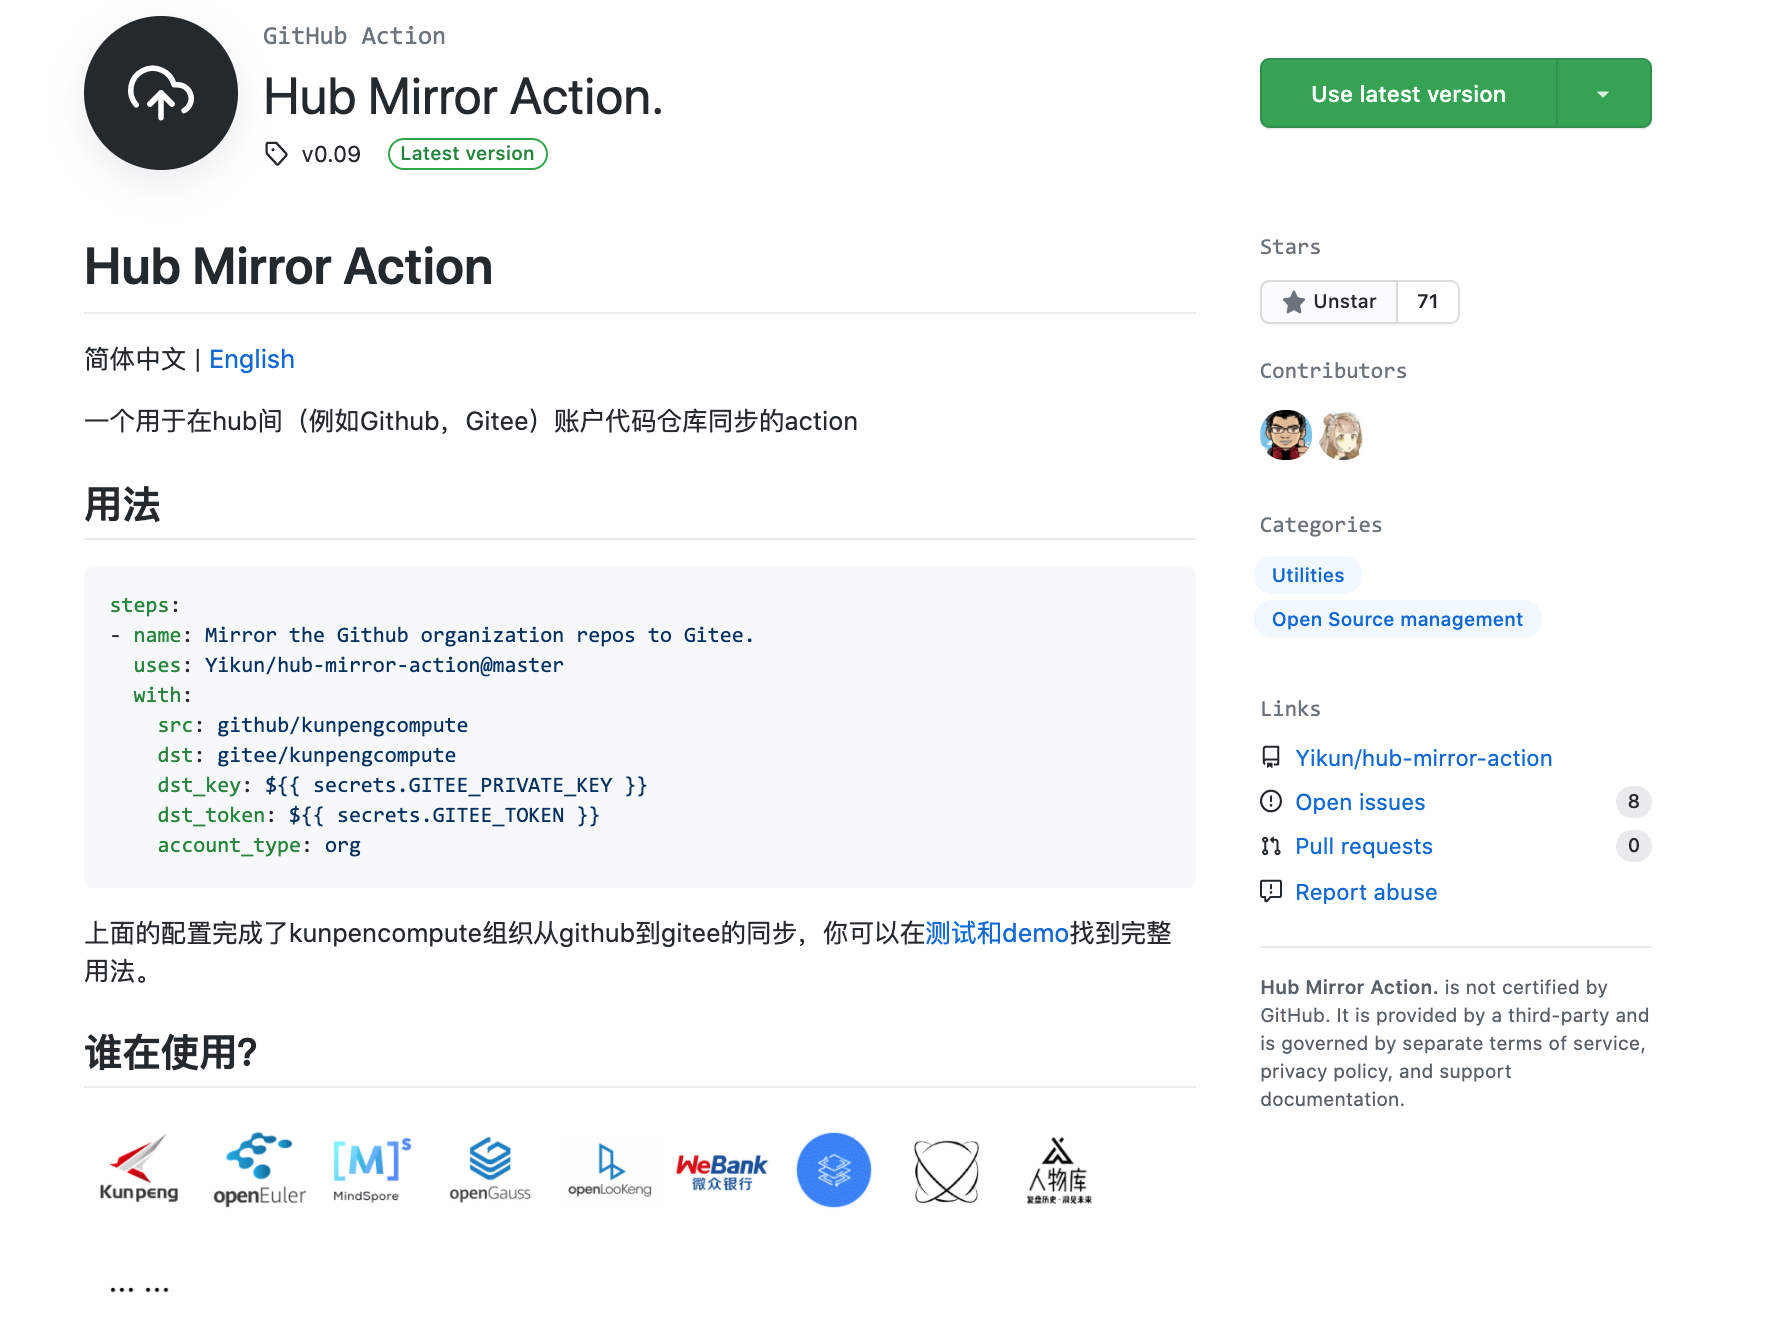 GitHub Action
Hub Mirror Action.
v0.09 Latest version
Use latest version
Hub Mirror Action
简体中文 | English
一个用于在hub间（例如Github，Gitee）账户代码仓库同步的action
用法
steps:
- name: Mirror the Github organization repos to Gitee.
  uses: Yikun/hub-mirror-action@master
  with:
    src: github/kunpengcompute
    dst: gitee/kunpengcompute
    dst_key: ${{ secrets.GITEE_PRIVATE_KEY }}
    dst_token: ${{ secrets.GITEE_TOKEN }}
    account_type: org
上面的配置完成了kunpencompute组织从github到gitee的同步，你可以在测试和demo找到完整
用法。
谁在使用?
Kunpeng
openEuler
[M]s
MindSpore
openGauss
openLooKeng
WeBank
微众银行
人物库
复盘历史·洞见未来
... ...
Stars
Unstar 71
Contributors
Categories
Utilities
Open Source management
Links
Yikun/hub-mirror-action
Open issues 8
Pull requests 0
Report abuse
Hub Mirror Action. is not certified by
GitHub. It is provided by a third-party and
is governed by separate terms of service,
privacy policy, and support
documentation.